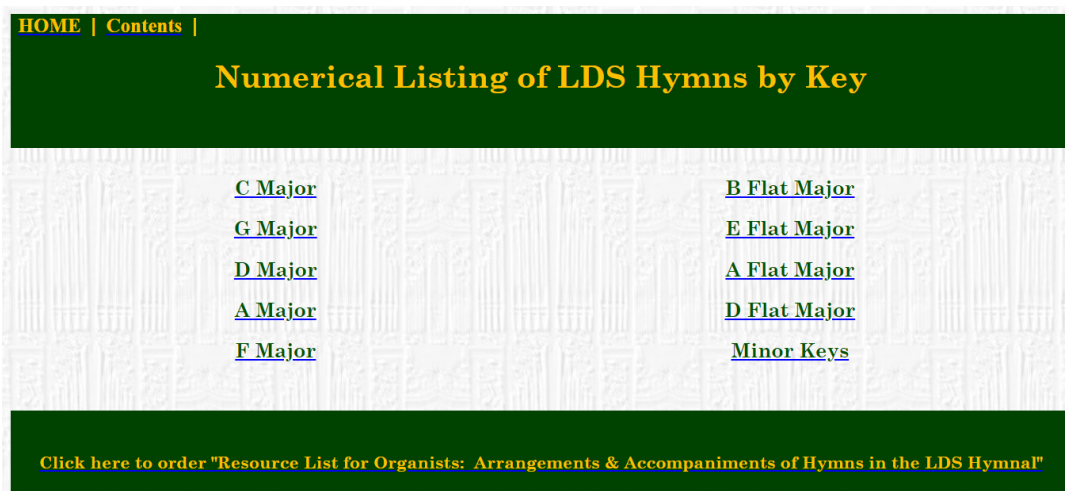 HOME | Contents |
Numerical Listing of LDS Hymns by Key
C Major
G Major
D Major
A Major
F Major
B Flat Major
E Flat Major
A Flat Major
D Flat Major
Minor Keys
Click here to order "Resource List for Organists:  Arrangements & Accompaniments of Hymns in the LDS Hymnal"